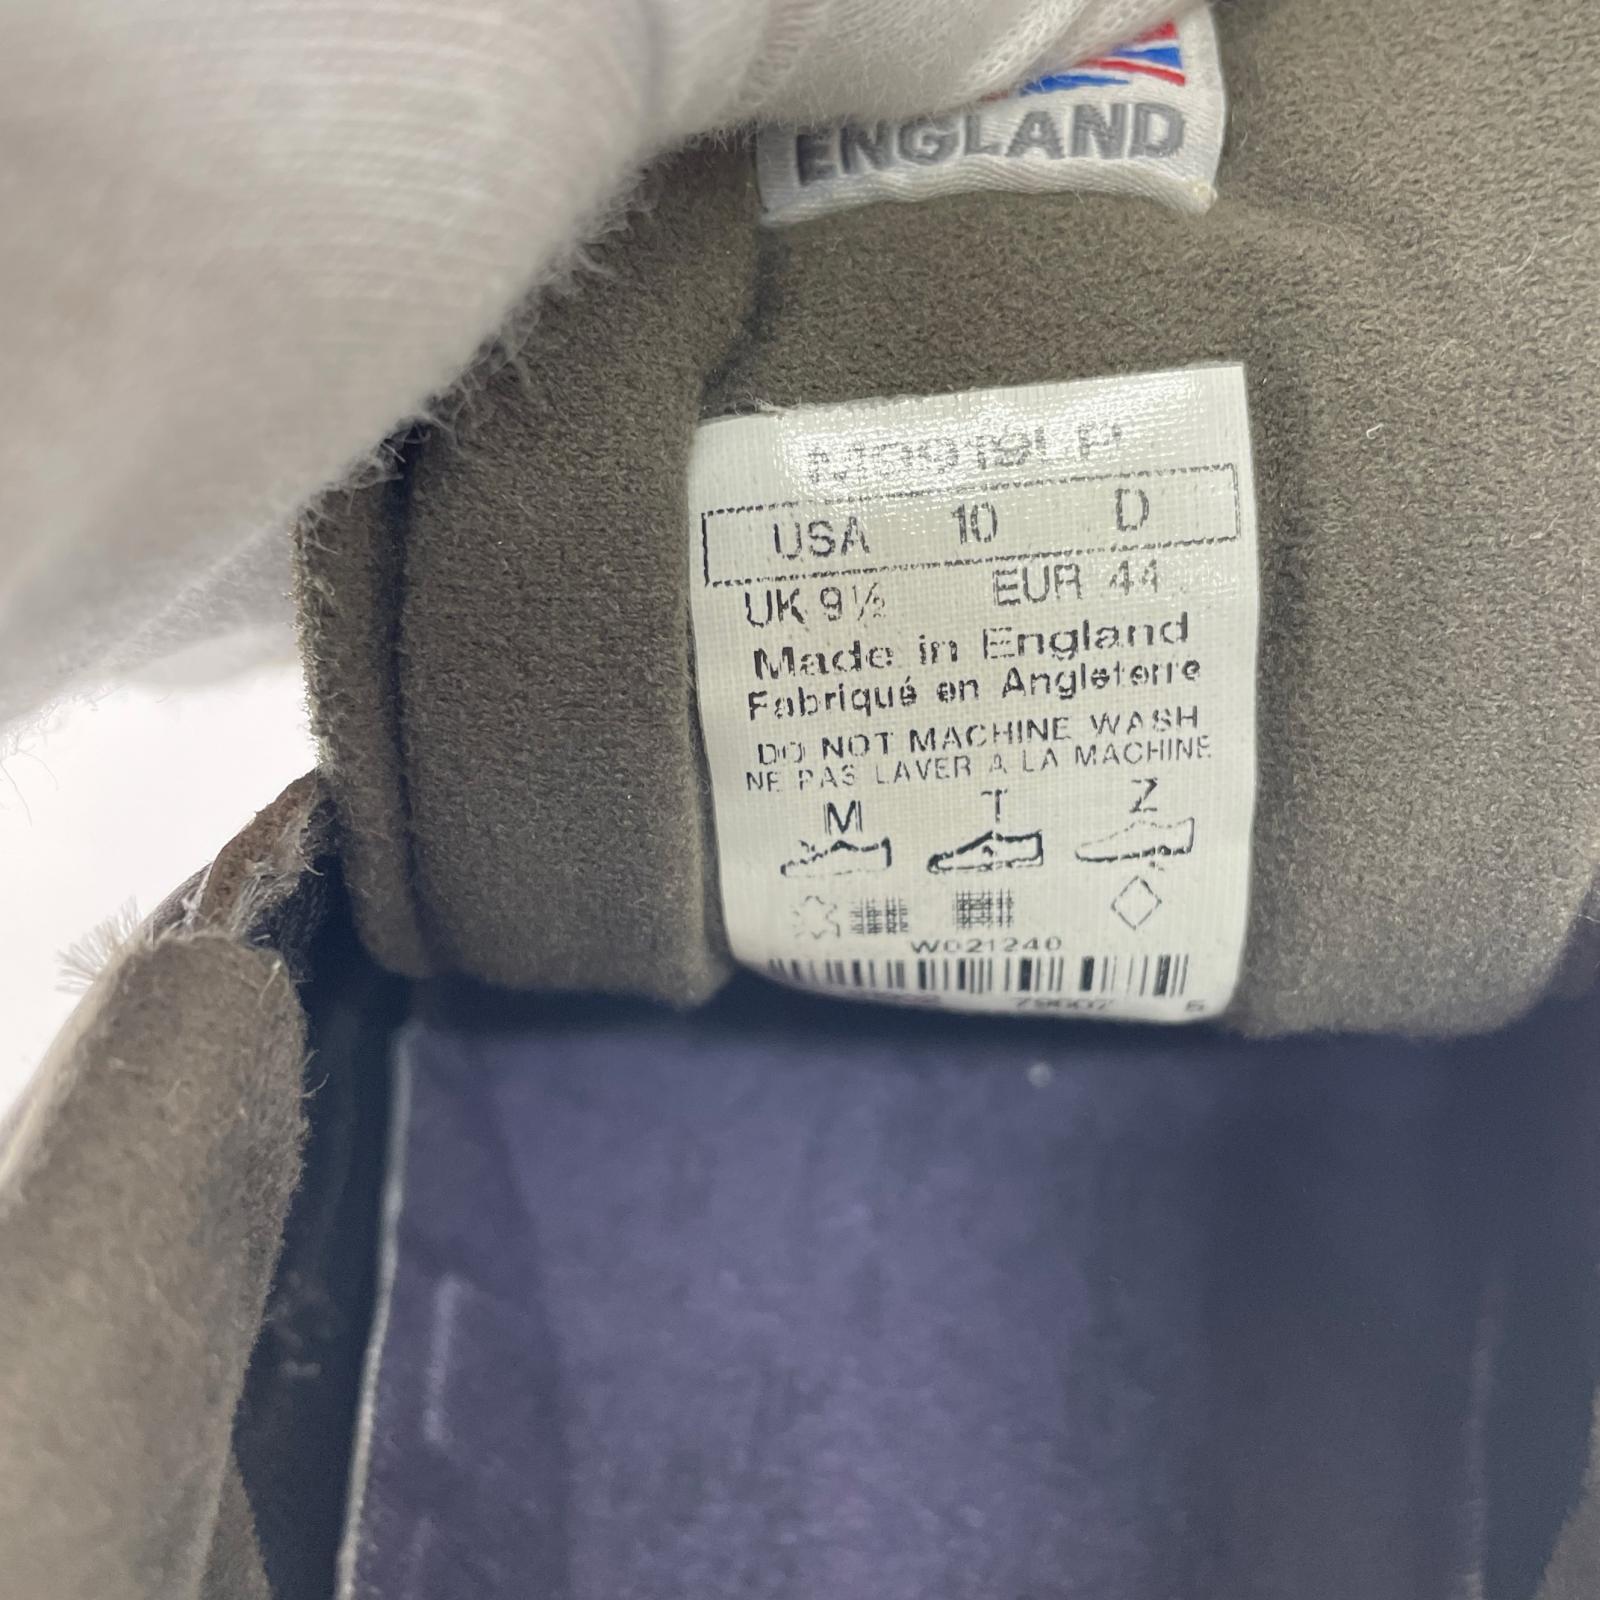 ENGLAND
USA 10 D
UK 9½ EUR 44
Made in England
Fabriqué en Angleterre
DO NOT MACHINE WASH
NE PAS LAVER A LA MACHINE
M T Z
W021240